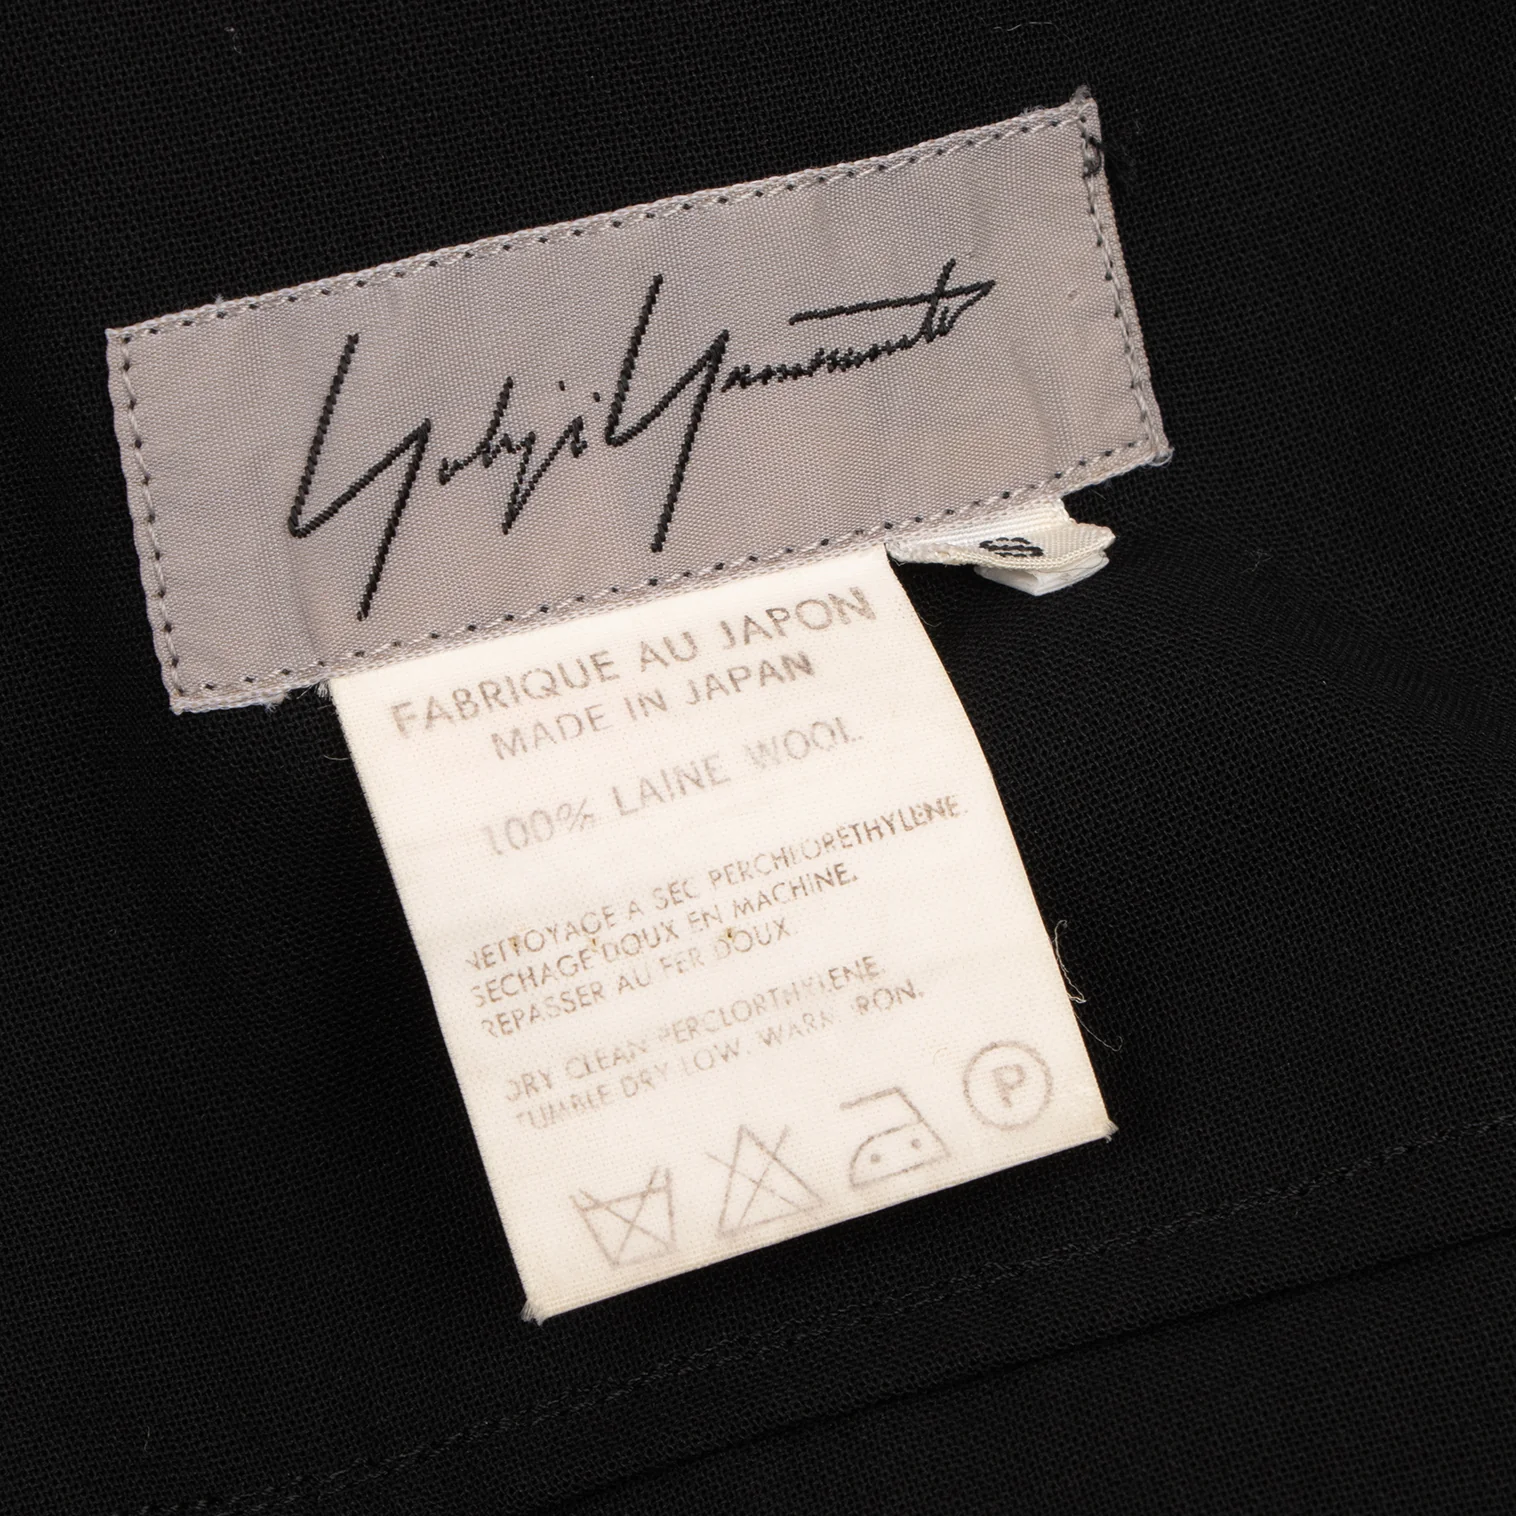 Yohji Yamamoto
FABRIQUE AU JAPON
MADE IN JAPAN
100% LAINE WOOL
NETTOYAGE A SEC PERCHLORETHYLENE.
SECHAGE DOUX EN MACHINE.
REPASSER AU FER DOUX.
DRY CLEAN PERCLORTHYLENE.
TUMBLE DRY LOW. WARM IRON.
P